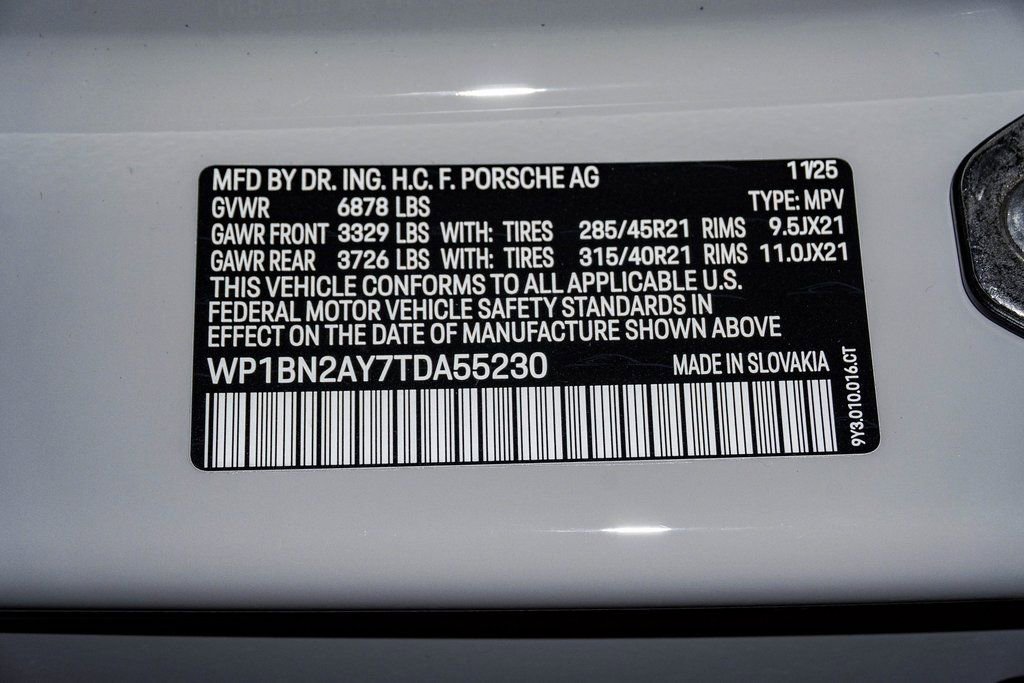 MFD BY DR. ING. H.C. F. PORSCHE AG 11/25
GVWR 6878 LBS TYPE: MPV
GAWR FRONT 3329 LBS WITH: TIRES 285/45R21 RIMS 9.5JX21
GAWR REAR 3726 LBS WITH: TIRES 315/40R21 RIMS 11.0JX21
THIS VEHICLE CONFORMS TO ALL APPLICABLE U.S.
FEDERAL MOTOR VEHICLE SAFETY STANDARDS IN
EFFECT ON THE DATE OF MANUFACTURE SHOWN ABOVE
WP1BN2AY7TDA55230 MADE IN SLOVAKIA
9Y3.010.016.CT